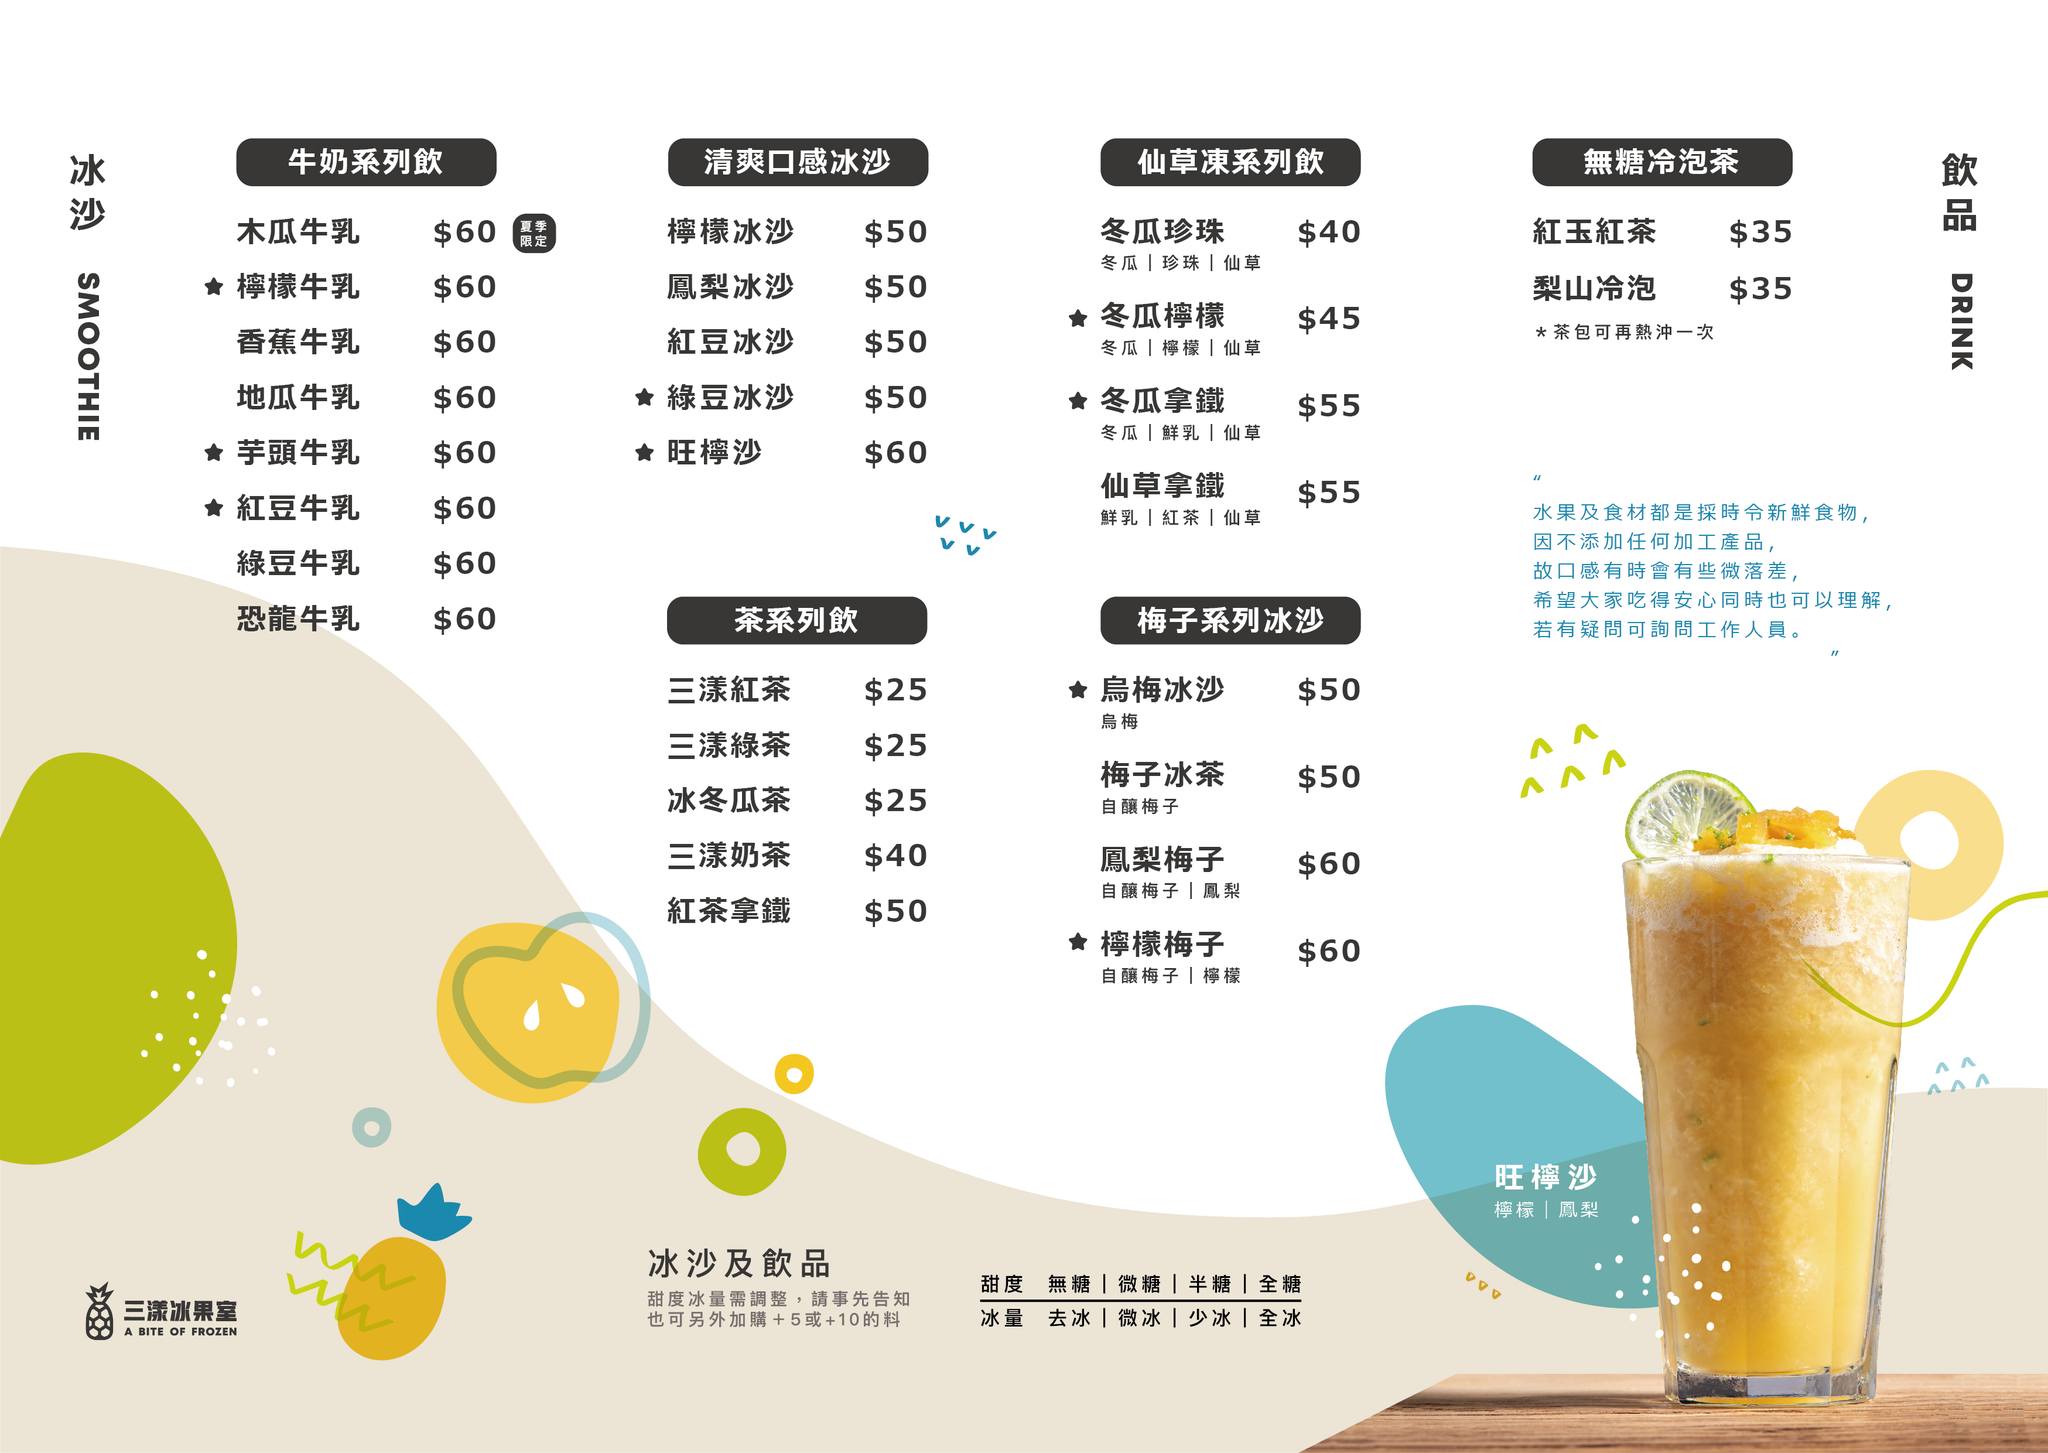 冰沙 SMOOTHIE
牛奶系列飲
木瓜牛乳 $60 夏季限定
★ 檸檬牛乳 $60
香蕉牛乳 $60
地瓜牛乳 $60
★ 芋頭牛乳 $60
★ 紅豆牛乳 $60
綠豆牛乳 $60
恐龍牛乳 $60
清爽口感冰沙
檸檬冰沙 $50
鳳梨冰沙 $50
紅豆冰沙 $50
★ 綠豆冰沙 $50
★ 旺檸沙 $60
茶系列飲
三漾紅茶 $25
三漾綠茶 $25
冰冬瓜茶 $25
三漾奶茶 $40
紅茶拿鐵 $50
仙草凍系列飲
冬瓜珍珠 $40
冬瓜｜珍珠｜仙草
★ 冬瓜檸檬 $45
冬瓜｜檸檬｜仙草
★ 冬瓜拿鐵 $55
冬瓜｜鮮乳｜仙草
仙草拿鐵 $55
鮮乳｜紅茶｜仙草
梅子系列冰沙
★ 烏梅冰沙 $50
烏梅
梅子冰茶 $50
自釀梅子
鳳梨梅子 $60
自釀梅子｜鳳梨
★ 檸檬梅子 $60
自釀梅子｜檸檬
無糖冷泡茶
紅玉紅茶 $35
梨山冷泡 $35
*茶包可再熱沖一次
飲品 DRINK
“
水果及食材都是採時令新鮮食物,
因不添加任何加工產品,
故口感有時會有些微落差,
希望大家吃得安心同時也可以理解,
若有疑問可詢問工作人員。
”
旺檸沙
檸檬｜鳳梨
冰沙及飲品
甜度冰量需調整，請事先告知
也可另外加購＋5或+10的料
甜度 無糖｜微糖｜半糖｜全糖
冰量 去冰｜微冰｜少冰｜全冰
三漾冰果室
A BITE OF FROZEN